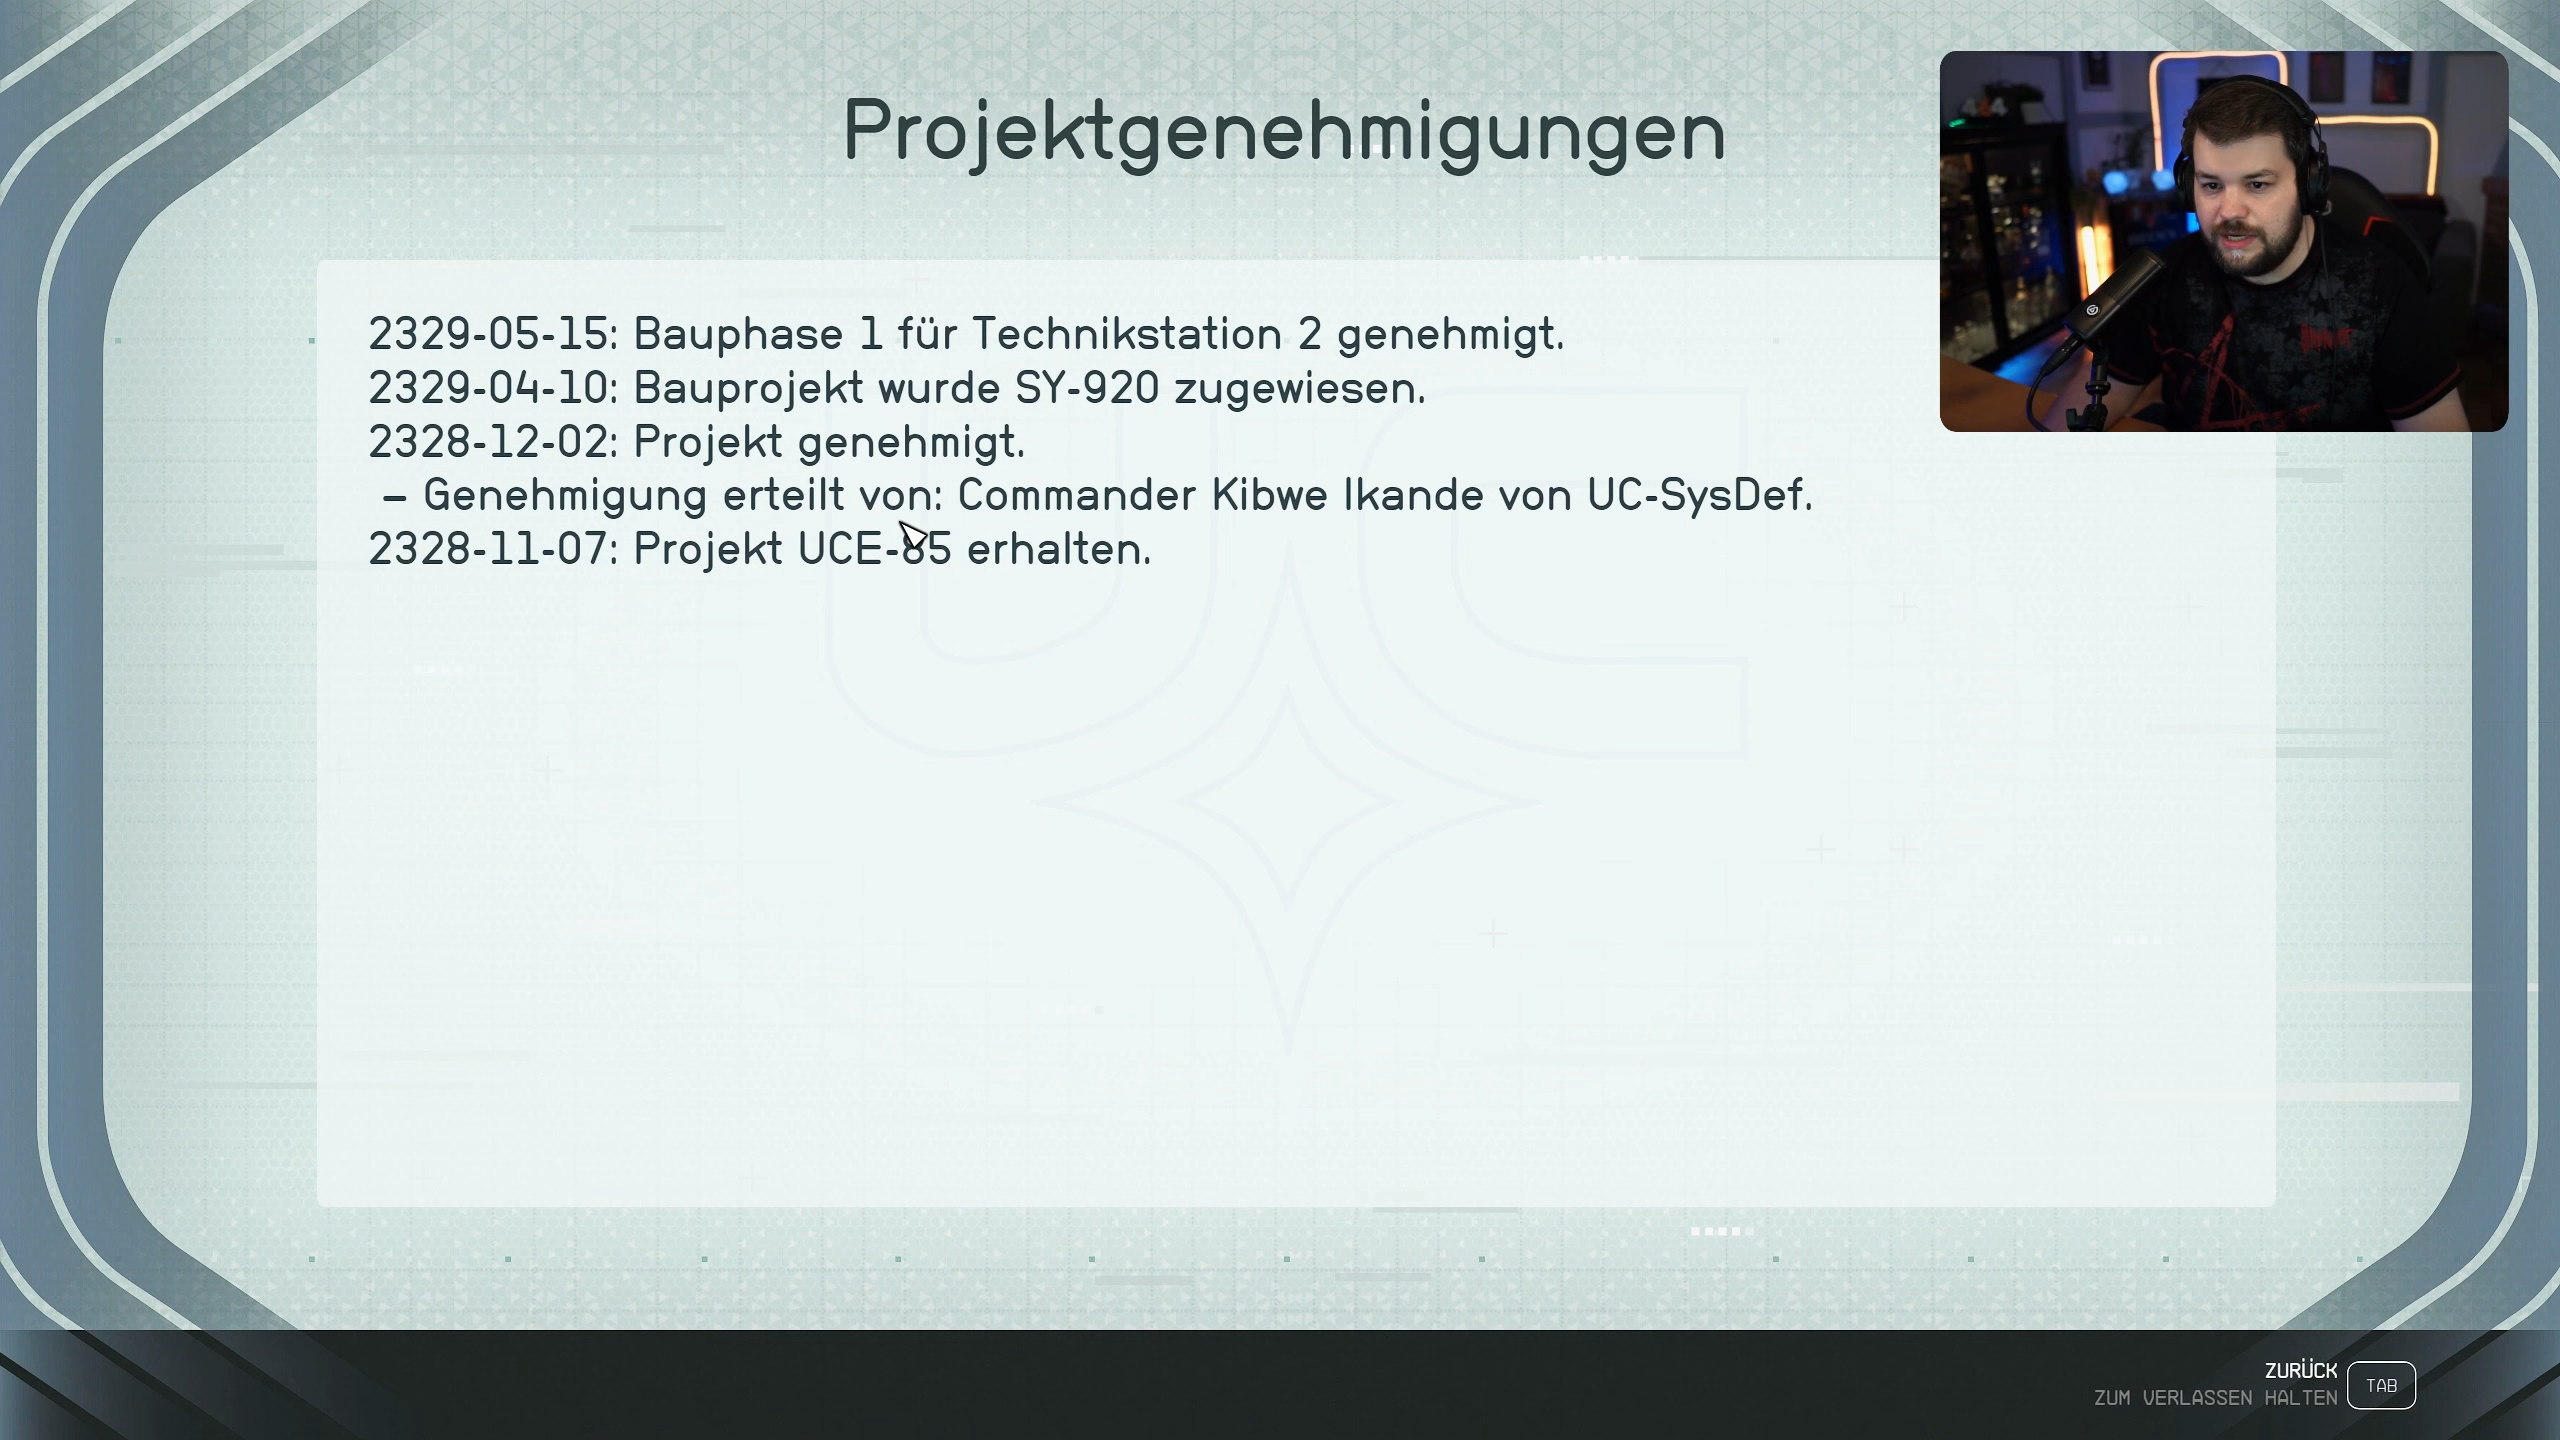 Projektgenehmigungen
2329-05-15: Bauphase 1 für Technikstation 2 genehmigt.
2329-04-10: Bauprojekt wurde SY-920 zugewiesen.
2328-12-02: Projekt genehmigt.
– Genehmigung erteilt von: Commander Kibwe Ikande von UC-SysDef.
2328-11-07: Projekt UCE-85 erhalten.
UC
ZURÜCK
ZUM VERLASSEN HALTEN
TAB